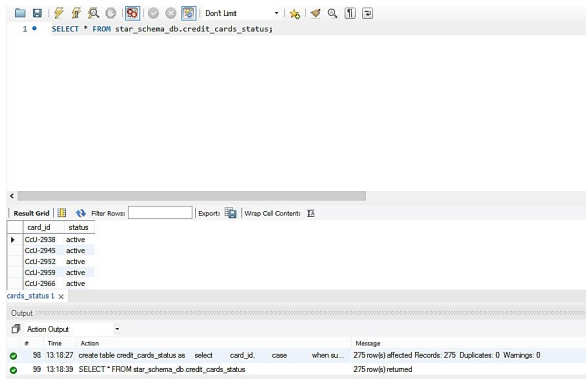 Don't Limit
1 SELECT * FROM star_schema_db.credit_cards_status;
Result Grid Filter Rows: Export: Wrap Cell Content: IA
card_id status
CcU-2938 active
CcU-2945 active
CcU-2952 active
CcU-2959 active
CcU-2966 active
cards_status 1 ×
Output
Action Output
# Time Action Message
98 13:18:27 create table credit_cards_status as select card_id, case when su... 275 row(s) affected Records: 275 Duplicates: 0 Warnings: 0
99 13:18:39 SELECT * FROM star_schema_db.credit_cards_status 275 row(s) returned